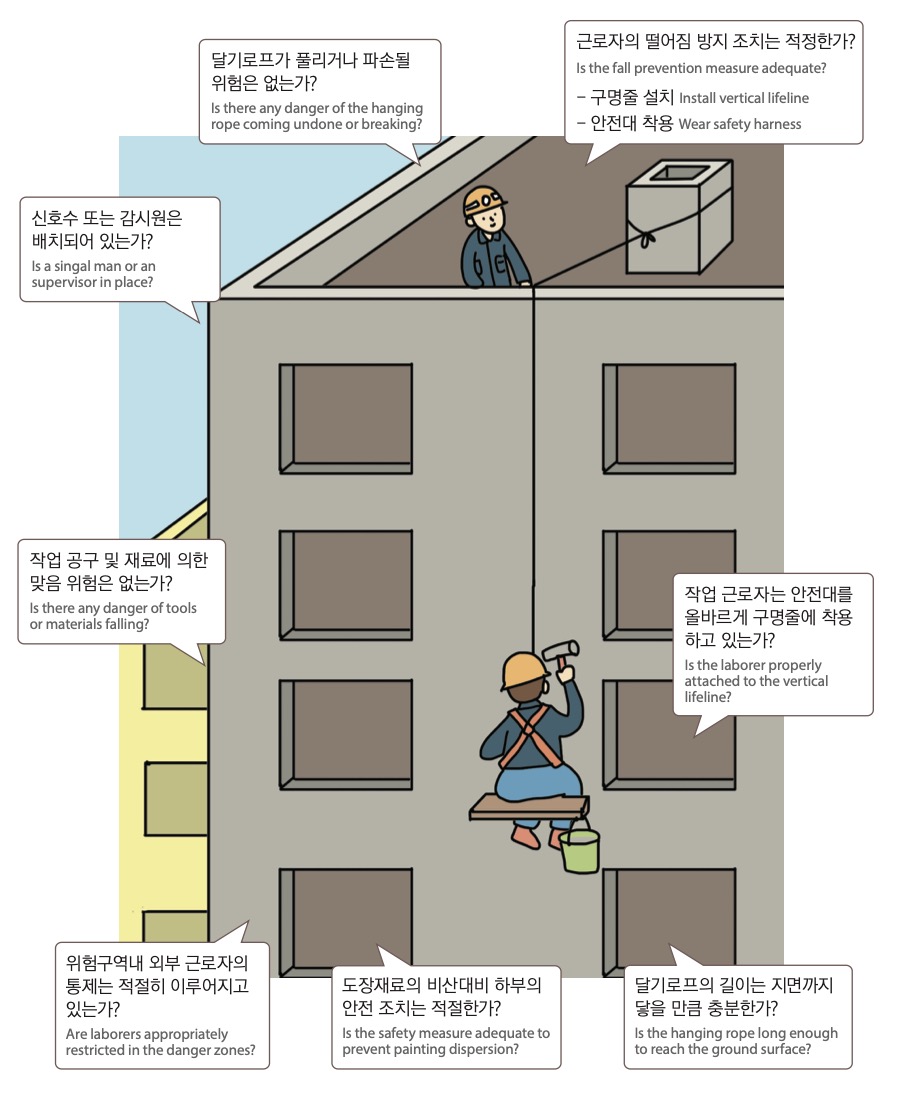 달기로프가 풀리거나 파손될
위험은 없는가?
Is there any danger of the hanging
rope coming undone or breaking?
근로자의 떨어짐 방지 조치는 적정한가?
Is the fall prevention measure adequate?
– 구명줄 설치 Install vertical lifeline
– 안전대 착용 Wear safety harness
신호수 또는 감시원은
배치되어 있는가?
Is a singal man or an
supervisor in place?
작업 공구 및 재료에 의한
맞음 위험은 없는가?
Is there any danger of tools
or materials falling?
작업 근로자는 안전대를
올바르게 구명줄에 착용
하고 있는가?
Is the laborer properly
attached to the vertical
lifeline?
위험구역내 외부 근로자의
통제는 적절히 이루어지고
있는가?
Are laborers appropriately
restricted in the danger zones?
도장재료의 비산대비 하부의
안전 조치는 적절한가?
Is the safety measure adequate to
prevent painting dispersion?
달기로프의 길이는 지면까지
닿을 만큼 충분한가?
Is the hanging rope long enough
to reach the ground surface?